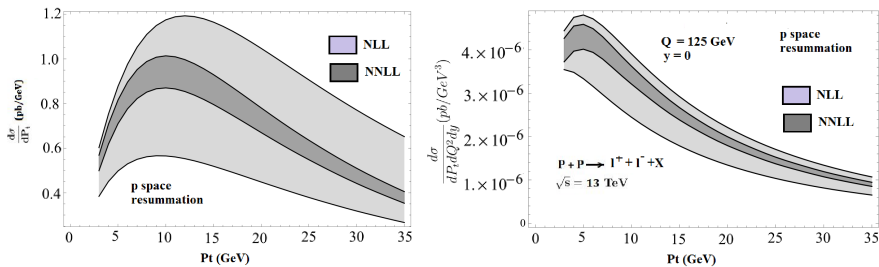 1.2
1.0
0.8
0.6
0.4
dσ
dPₜ
(pb/GeV)
NLL
NNLL
p space
resummation
0 5 10 15 20 25 30 35
Pt (GeV)
4.×10⁻⁶
3.×10⁻⁶
2.×10⁻⁶
1.×10⁻⁶
0
dσ
dPₜdQ²dy
(pb/GeV³)
Q = 125 GeV
y = 0
p space
resummation
NLL
NNLL
p + p → l⁺ + l⁻ + X
√s = 13 TeV
0 5 10 15 20 25 30 35
Pt (GeV)